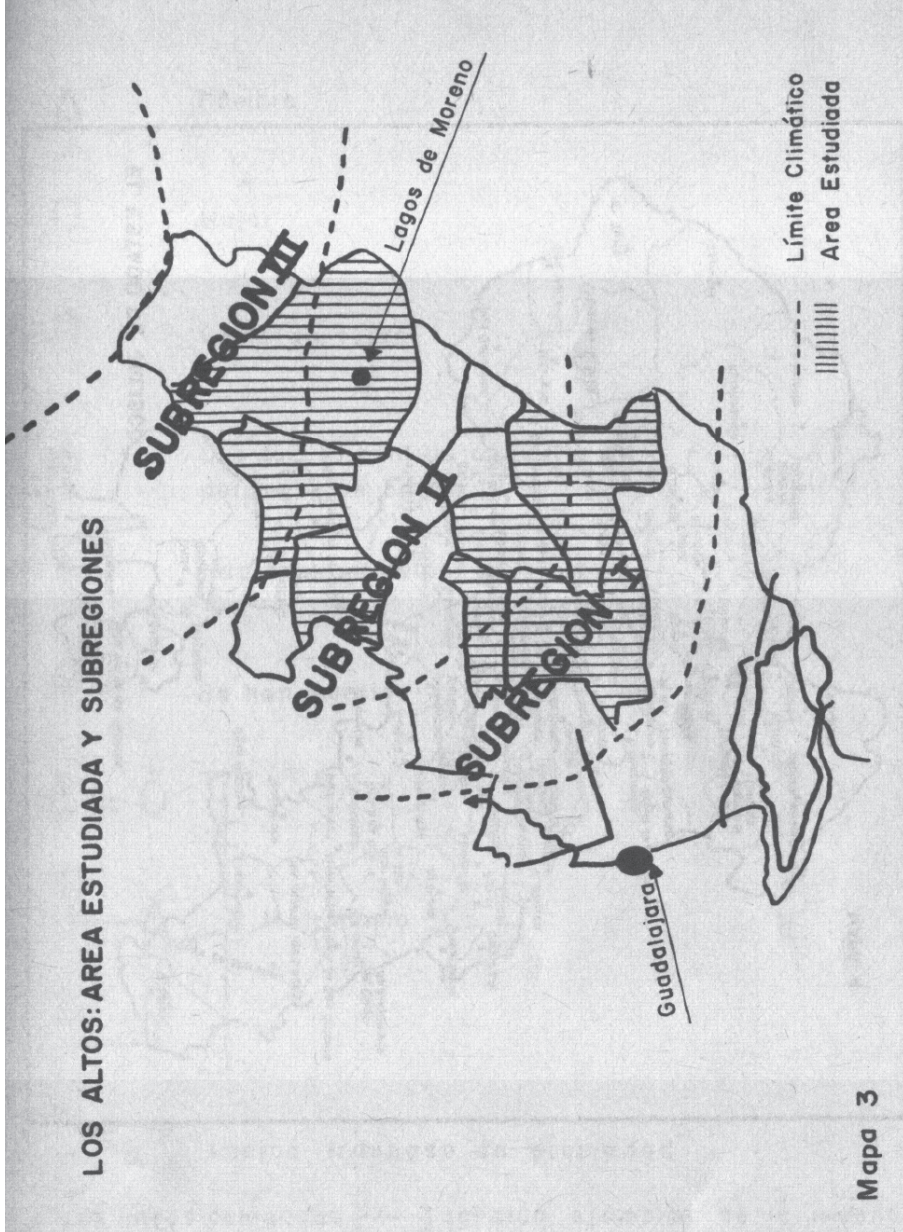 LOS ALTOS: AREA ESTUDIADA Y SUBREGIONES
SUBREGION III
Lagos de Moreno
SUBREGION II
SUBREGION I
Guadalajara
Límite Climático
Area Estudiada
Mapa 3